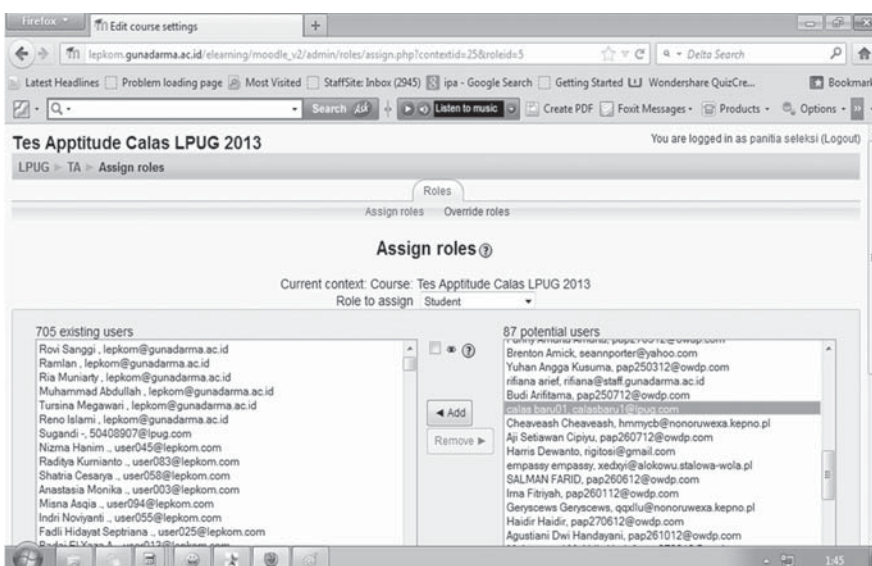 Firefox
Edit course settings
lepkom.gunadarma.ac.id/elearning/moodle_v2/admin/roles/assign.php?contextid=25&roleid=5
Delta Search
Latest Headlines Problem loading page Most Visited StaffSite: Inbox (2945) ipa - Google Search Getting Started Wondershare QuizCre... Bookmark
Search Ask Listen to music Create PDF Foxit Messages Products Options
Tes Apptitude Calas LPUG 2013
You are logged in as panitia seleksi (Logout)
LPUG TA Assign roles
Roles
Assign roles Override roles
Assign roles
Current context: Course: Tes Apptitude Calas LPUG 2013
Role to assign Student
705 existing users
Rovi Sanggi , lepkom@gunadarma.ac.id
Ramlan , lepkom@gunadarma.ac.id
Ria Muniarty , lepkom@gunadarma.ac.id
Muhammad Abdullah , lepkom@gunadarma.ac.id
Tursina Megawari , lepkom@gunadarma.ac.id
Reno Islami , lepkom@gunadarma.ac.id
Sugandi -, 50408907@lpug.com
Nizma Hanim ., user045@lepkom.com
Raditya Kurnianto ., user083@lepkom.com
Shatria Cesarya ., user058@lepkom.com
Anastasia Monika ., user003@lepkom.com
Misna Asqia ., user094@lepkom.com
Indri Noviyanti ., user055@lepkom.com
Fadli Hidayat Septriana ., user025@lepkom.com
Add
Remove
87 potential users
Brenton Amick, seannporter@yahoo.com
Yuhan Angga Kusuma, pap250312@owdp.com
rifiana arief, rifiana@staff.gunadarma.ac.id
Budi Arifitama, pap250712@owdp.com
calas baru01, calasbaru1@lpug.com
Cheaveash Cheaveash, hmmycb@nonoruwexa.kepno.pl
Aji Setiawan Cipiyu, pap260712@owdp.com
Harris Dewanto, rigitosi@gmail.com
empassy empassy, xedxyi@alokowu.stalowa-wola.pl
SALMAN FARID, pap260612@owdp.com
Irna Fitriyah, pap260112@owdp.com
Geryscews Geryscews, qqxllu@nonoruwexa.kepno.pl
Haidir Haidir, pap270612@owdp.com
Agustiani Dwi Handayani, pap261012@owdp.com
1:45